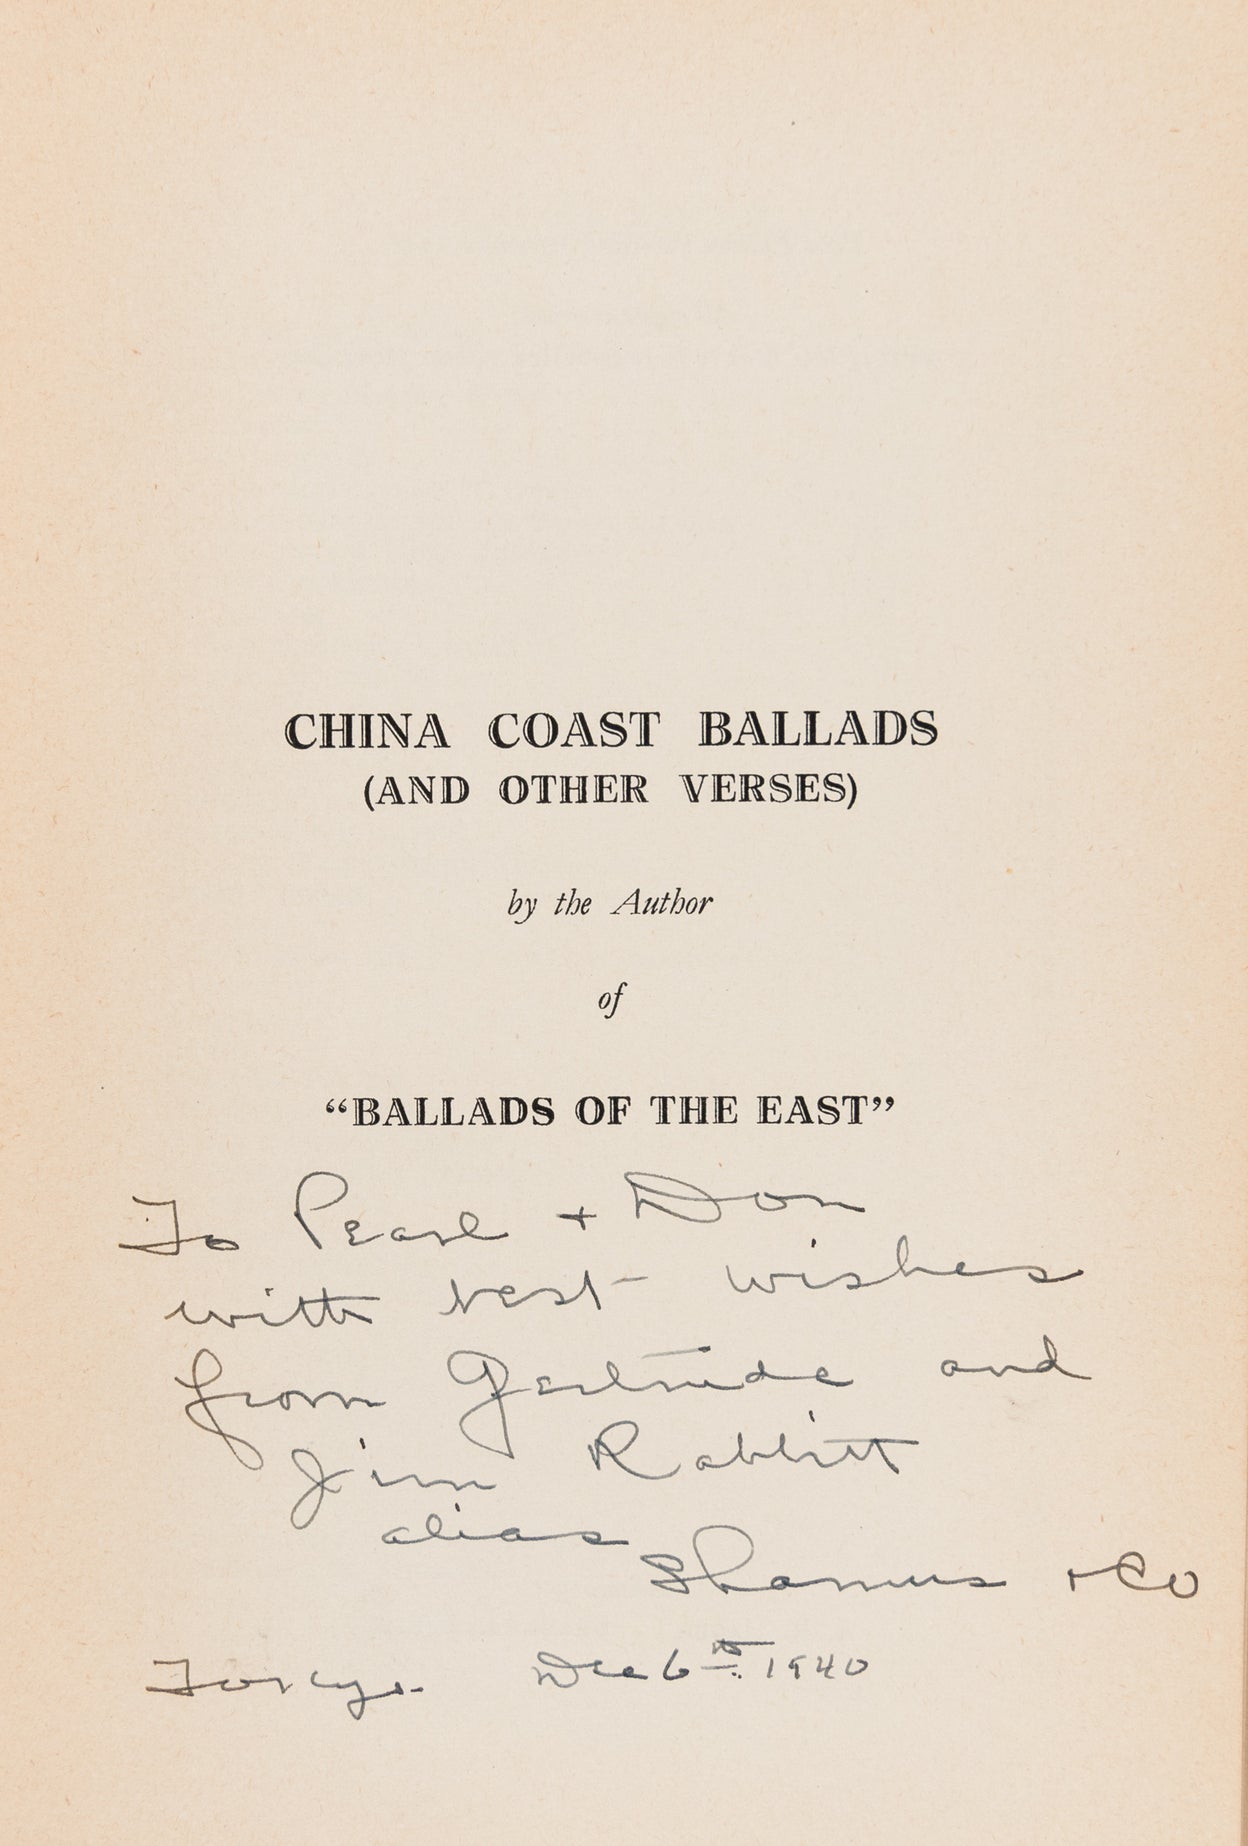 CHINA COAST BALLADS
(AND OTHER VERSES)
by the Author
of
“BALLADS OF THE EAST”
To Pearl + Don
with best wishes
from Gertrude and
Jim Rabbitt
alias
Shamus + Co
Tokyo. Dec 6th. 1940